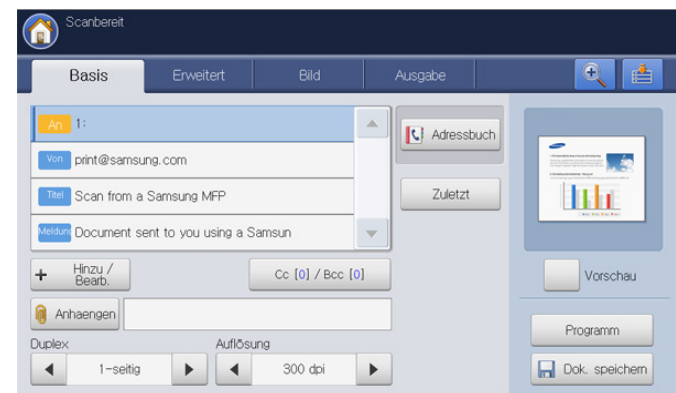 Scanbereit
Basis
Erweitert
Bild
Ausgabe
An 1:
Von print@samsung.com
Titel Scan from a Samsung MFP
Meldung Document sent to you using a Samsun
Adressbuch
Zuletzt
+ Hinzu /
Bearb.
Cc [0] / Bcc [0]
Anhaengen
Duplex
Auflösung
1-seitig
300 dpi
Vorschau
Programm
Dok. speichern